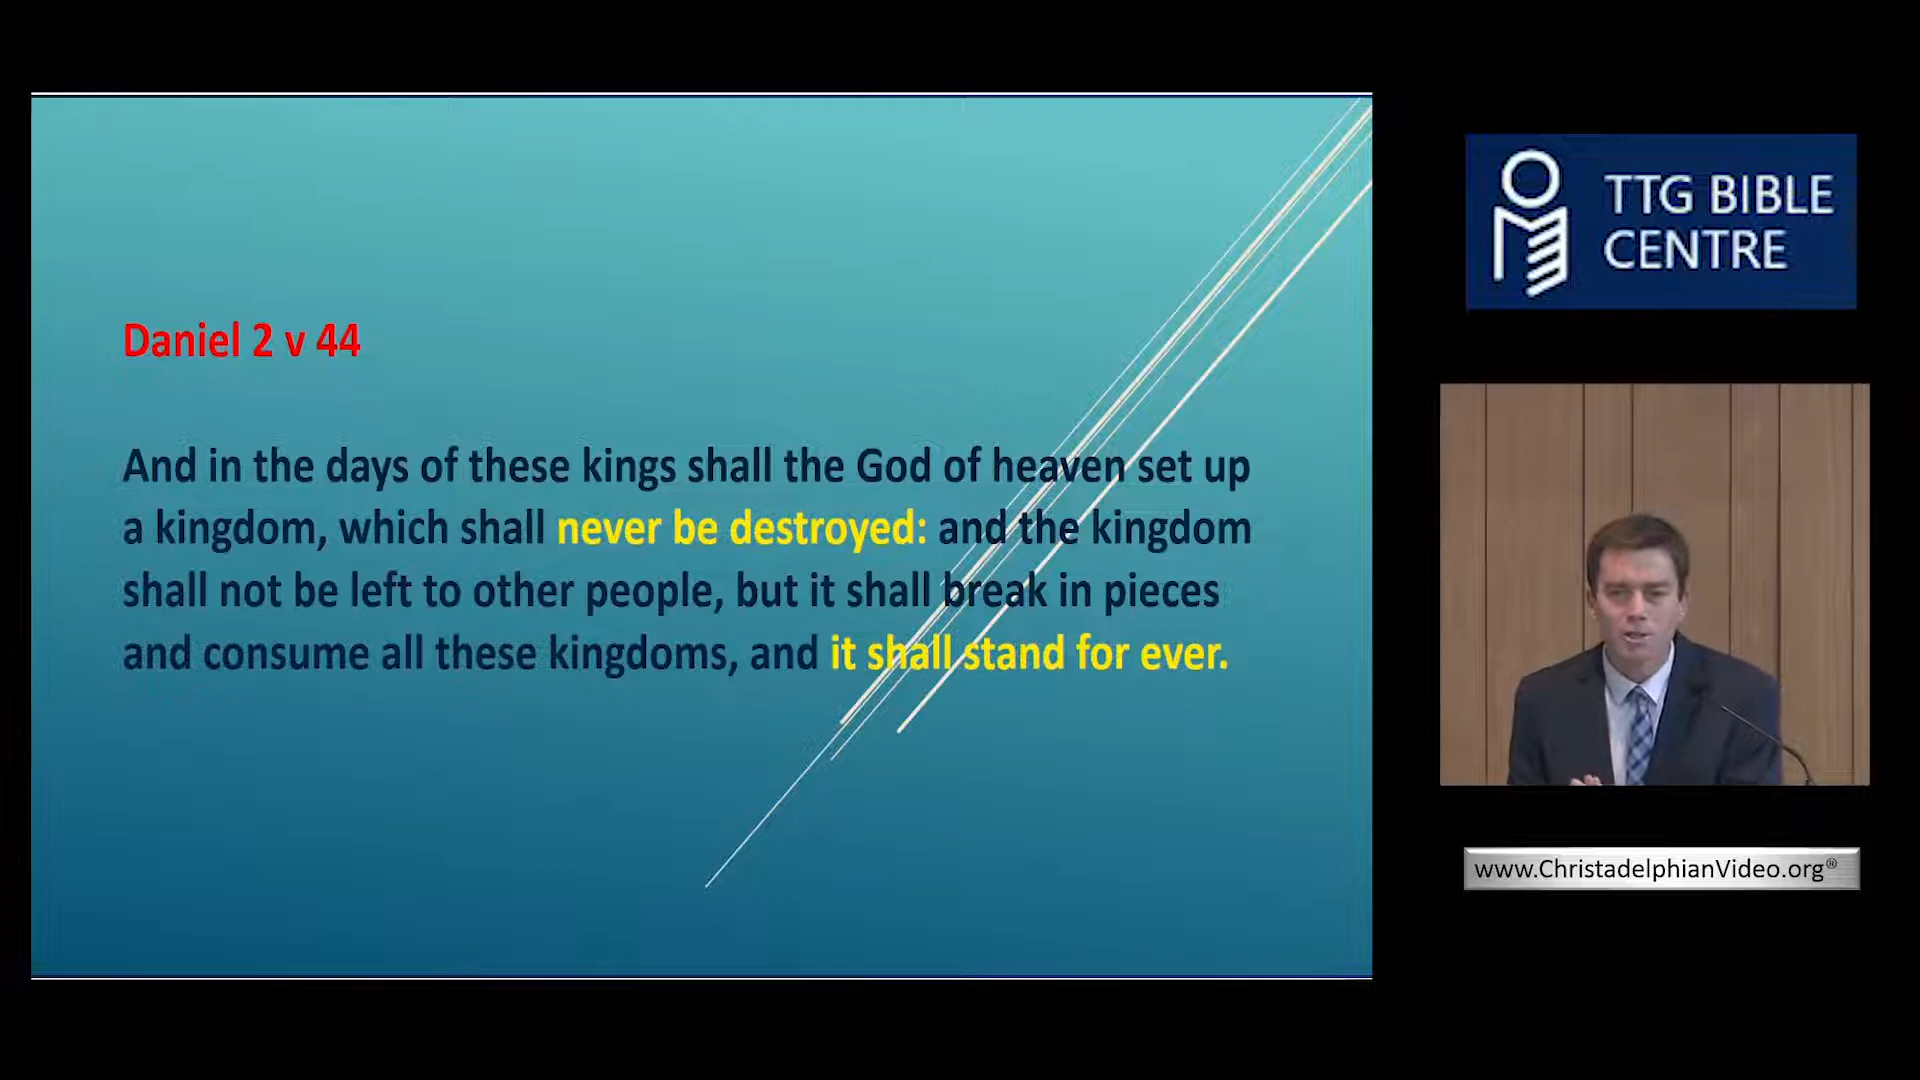 Daniel 2 v 44
And in the days of these kings shall the God of heaven set up
a kingdom, which shall never be destroyed: and the kingdom
shall not be left to other people, but it shall break in pieces
and consume all these kingdoms, and it shall stand for ever.
TTG BIBLE
CENTRE
www.ChristadelphianVideo.org®